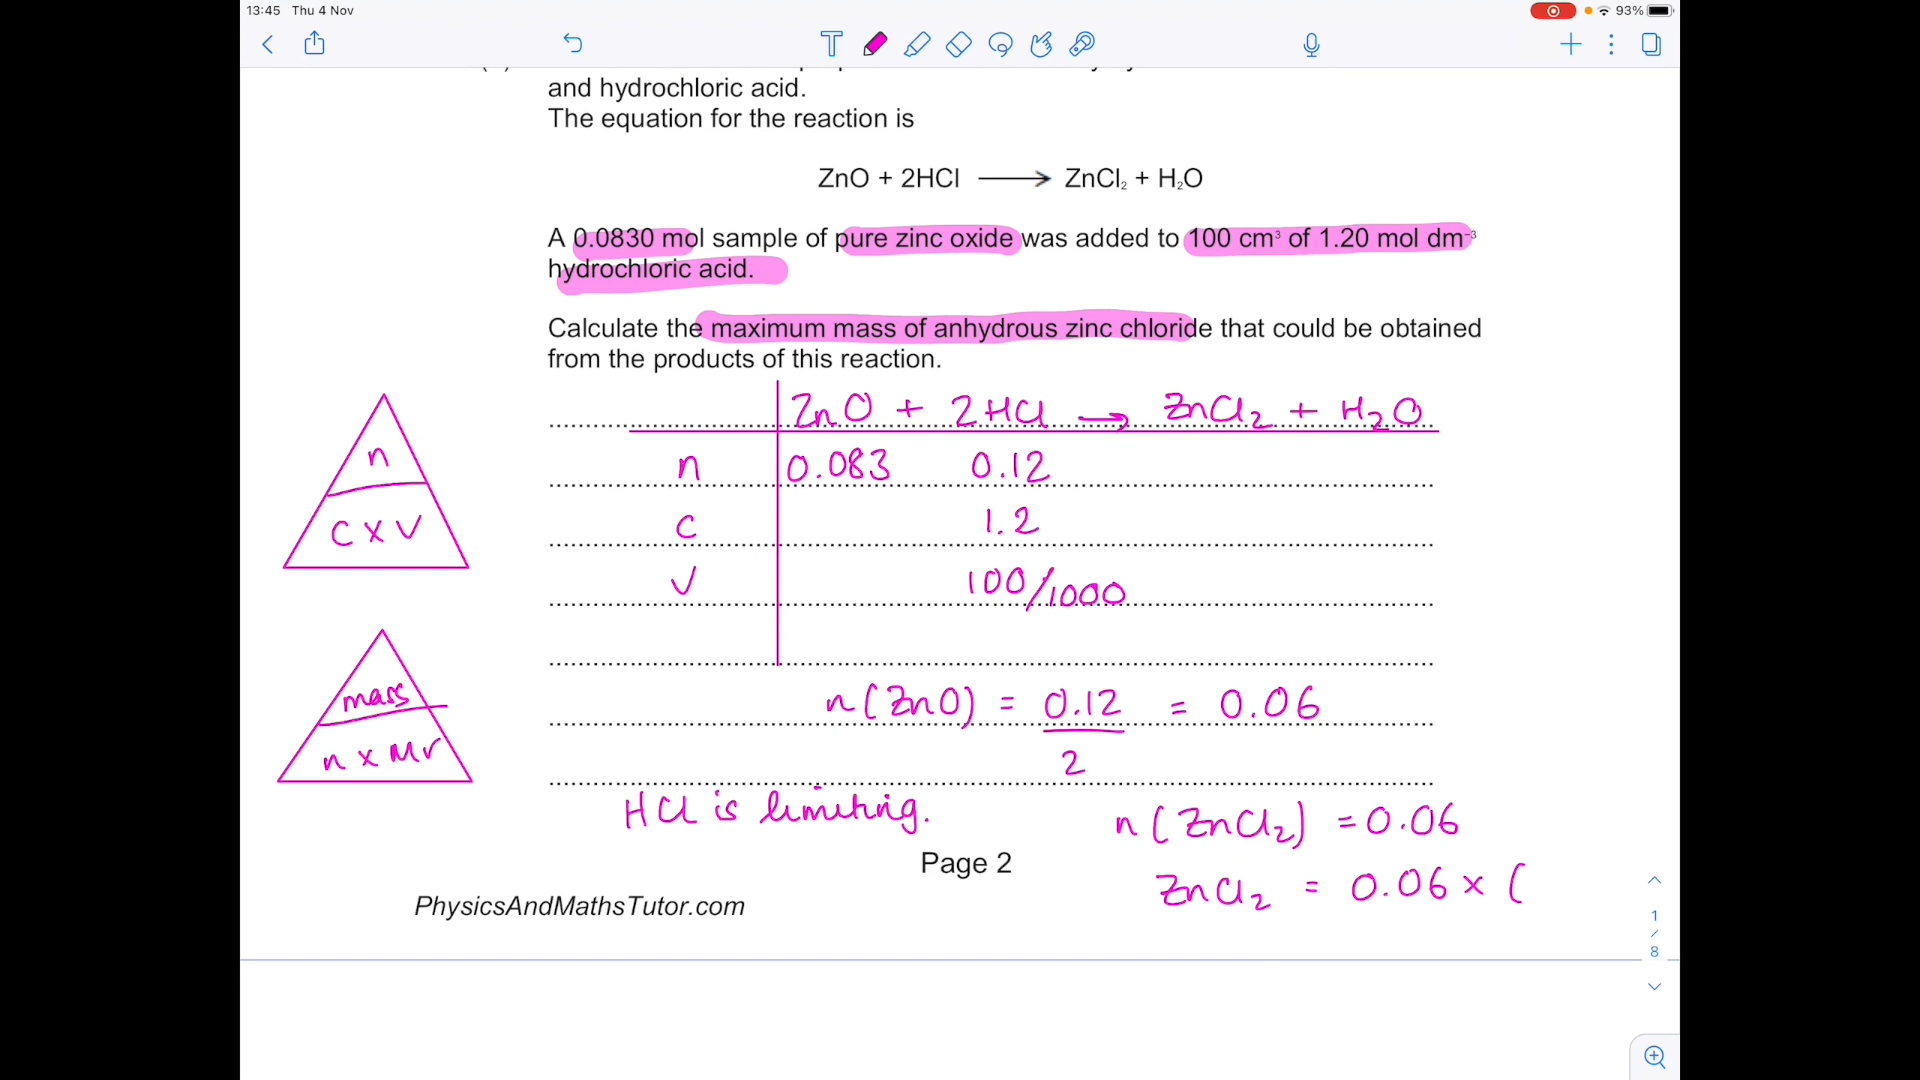 13:45 Thu 4 Nov
93%
and hydrochloric acid.
The equation for the reaction is
ZnO + 2HCl ⟶ ZnCl₂ + H₂O
A 0.0830 mol sample of pure zinc oxide was added to 100 cm³ of 1.20 mol dm⁻³
hydrochloric acid.
Calculate the maximum mass of anhydrous zinc chloride that could be obtained
from the products of this reaction.
ZnO + 2HCl → ZnCl₂ + H₂O
n 0.083 0.12
C 1.2
V 100/1000
n
C X V
mass
n x Mr
n(ZnO) = 0.12 = 0.06
2
HCl is limiting.
n(ZnCl₂) = 0.06
Page 2
ZnCl₂ = 0.06 x (
PhysicsAndMathsTutor.com
1
/
8